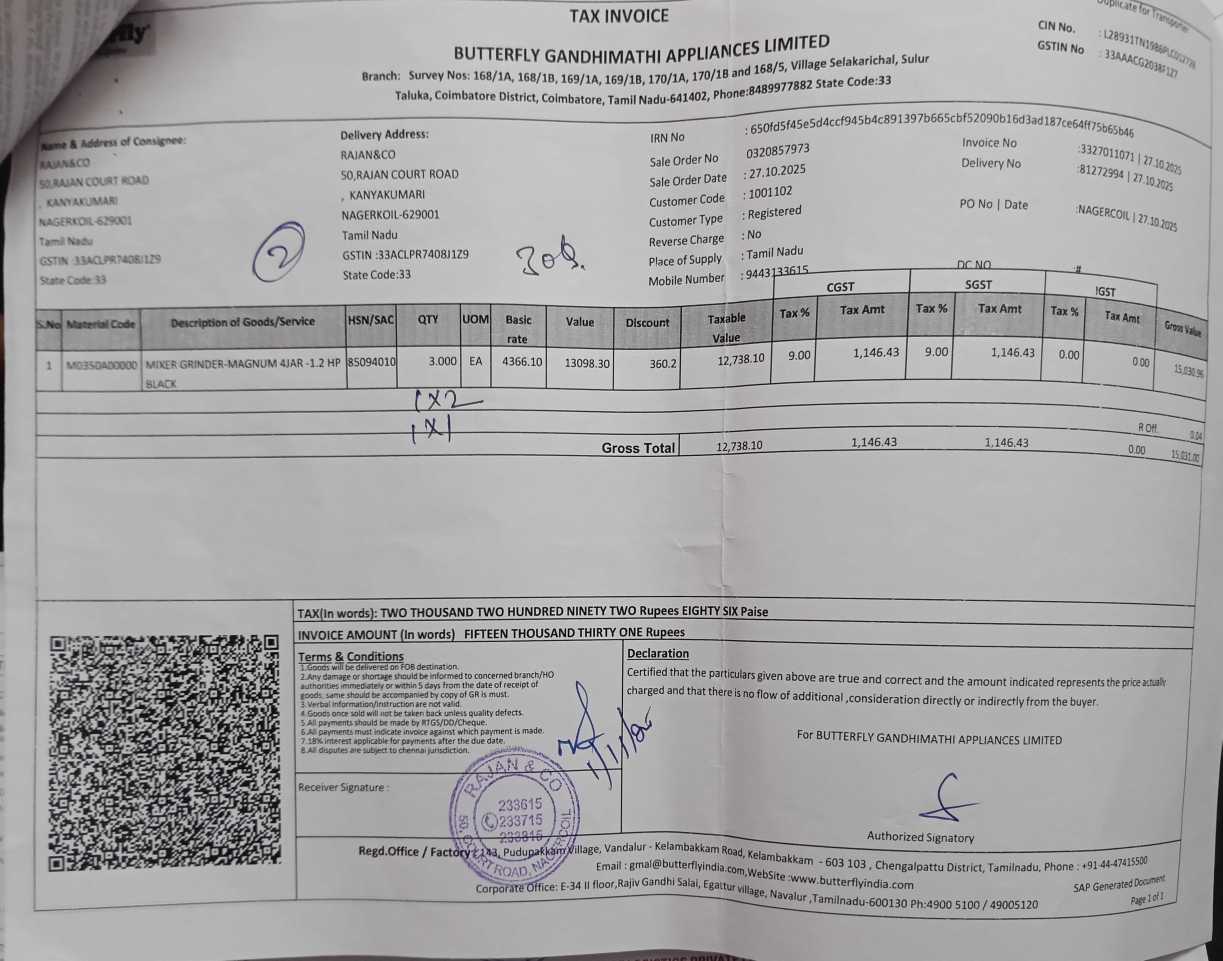 TAX INVOICE
Duplicate for Transporter
BUTTERFLY GANDHIMATHI APPLIANCES LIMITED
Branch: Survey Nos: 168/1A, 168/1B, 169/1A, 169/1B, 170/1A, 170/1B and 168/5, Village Selakarichal, Sulur
Taluka, Coimbatore District, Coimbatore, Tamil Nadu-641402, Phone:8489977882 State Code:33
CIN No.
GSTIN No : 33AAACG2038F1Z7
Name & Address of Consignee:
RAJAN&CO
50,RAJAN COURT ROAD
, KANYAKUMARI
NAGERKOIL-629001
Tamil Nadu
GSTIN :33ACLPR7408J1Z9
State Code:33
Delivery Address:
RAJAN&CO
50,RAJAN COURT ROAD
, KANYAKUMARI
NAGERKOIL-629001
Tamil Nadu
GSTIN :33ACLPR7408J1Z9
State Code:33
2
IRN No : 650fd5f45e5d4ccf945b4c891397b665cbf52090b16d3ad187ce64ff75b65b46
Sale Order No 0320857973
Sale Order Date : 27.10.2025
Customer Code : 1001102
Customer Type : Registered
Reverse Charge : No
Place of Supply : Tamil Nadu
Mobile Number : 9443133615
Invoice No :3327011071 | 27.10.2025
Delivery No :81272994 | 27.10.2025
PO No | Date :NAGERCOIL | 27.10.2025
DC NO :#
CGST SGST IGST
S.No Material Code Description of Goods/Service HSN/SAC QTY UOM Basic rate Value Discount Taxable Value Tax % Tax Amt Tax % Tax Amt Tax % Tax Amt Gross Value
1 M0350A00000 MIXER GRINDER-MAGNUM 4JAR -1.2 HP 85094010 3.000 EA 4366.10 13098.30 360.2 12,738.10 9.00 1,146.43 9.00 1,146.43 0.00 0.00 15,030.96
BLACK
1 X 2
1 X 1
R Off. 0.04
Gross Total 12,738.10 1,146.43 1,146.43 0.00 15,031.00
TAX(In words): TWO THOUSAND TWO HUNDRED NINETY TWO Rupees EIGHTY SIX Paise
INVOICE AMOUNT (In words) FIFTEEN THOUSAND THIRTY ONE Rupees
Terms & Conditions
1.Goods will be delivered on FOB destination.
2.Any damage or shortage should be informed to concerned branch/HO
authorities immediately or within 5 days from the date of receipt of
goods, same should be accompanied by copy of GR is must.
3.Verbal information/instruction are not valid.
4.Goods once sold will not be taken back unless quality defects.
5.All payments should be made by RTGS/DD/Cheque.
6.All payments must indicate invoice against which payment is made.
7.18% interest applicable for payments after the due date.
8.All disputes are subject to chennai jurisdiction.
Receiver Signature :
RAJAN & CO
233615
233715
233815
50, COURT ROAD, NAGERCOIL
Declaration
Certified that the particulars given above are true and correct and the amount indicated represents the price actually
charged and that there is no flow of additional ,consideration directly or indirectly from the buyer.
For BUTTERFLY GANDHIMATHI APPLIANCES LIMITED
Authorized Signatory
Regd.Office / Factory : 143, Pudupakkam Village, Vandalur - Kelambakkam Road, Kelambakkam - 603 103 , Chengalpattu District, Tamilnadu, Phone : +91-44-47415500
Email : gmal@butterflyindia.com,WebSite :www.butterflyindia.com
Corporate Office: E-34 II floor,Rajiv Gandhi Salai, Egattur village, Navalur ,Tamilnadu-600130 Ph:4900 5100 / 49005120
SAP Generated Document
Page 1 of 1